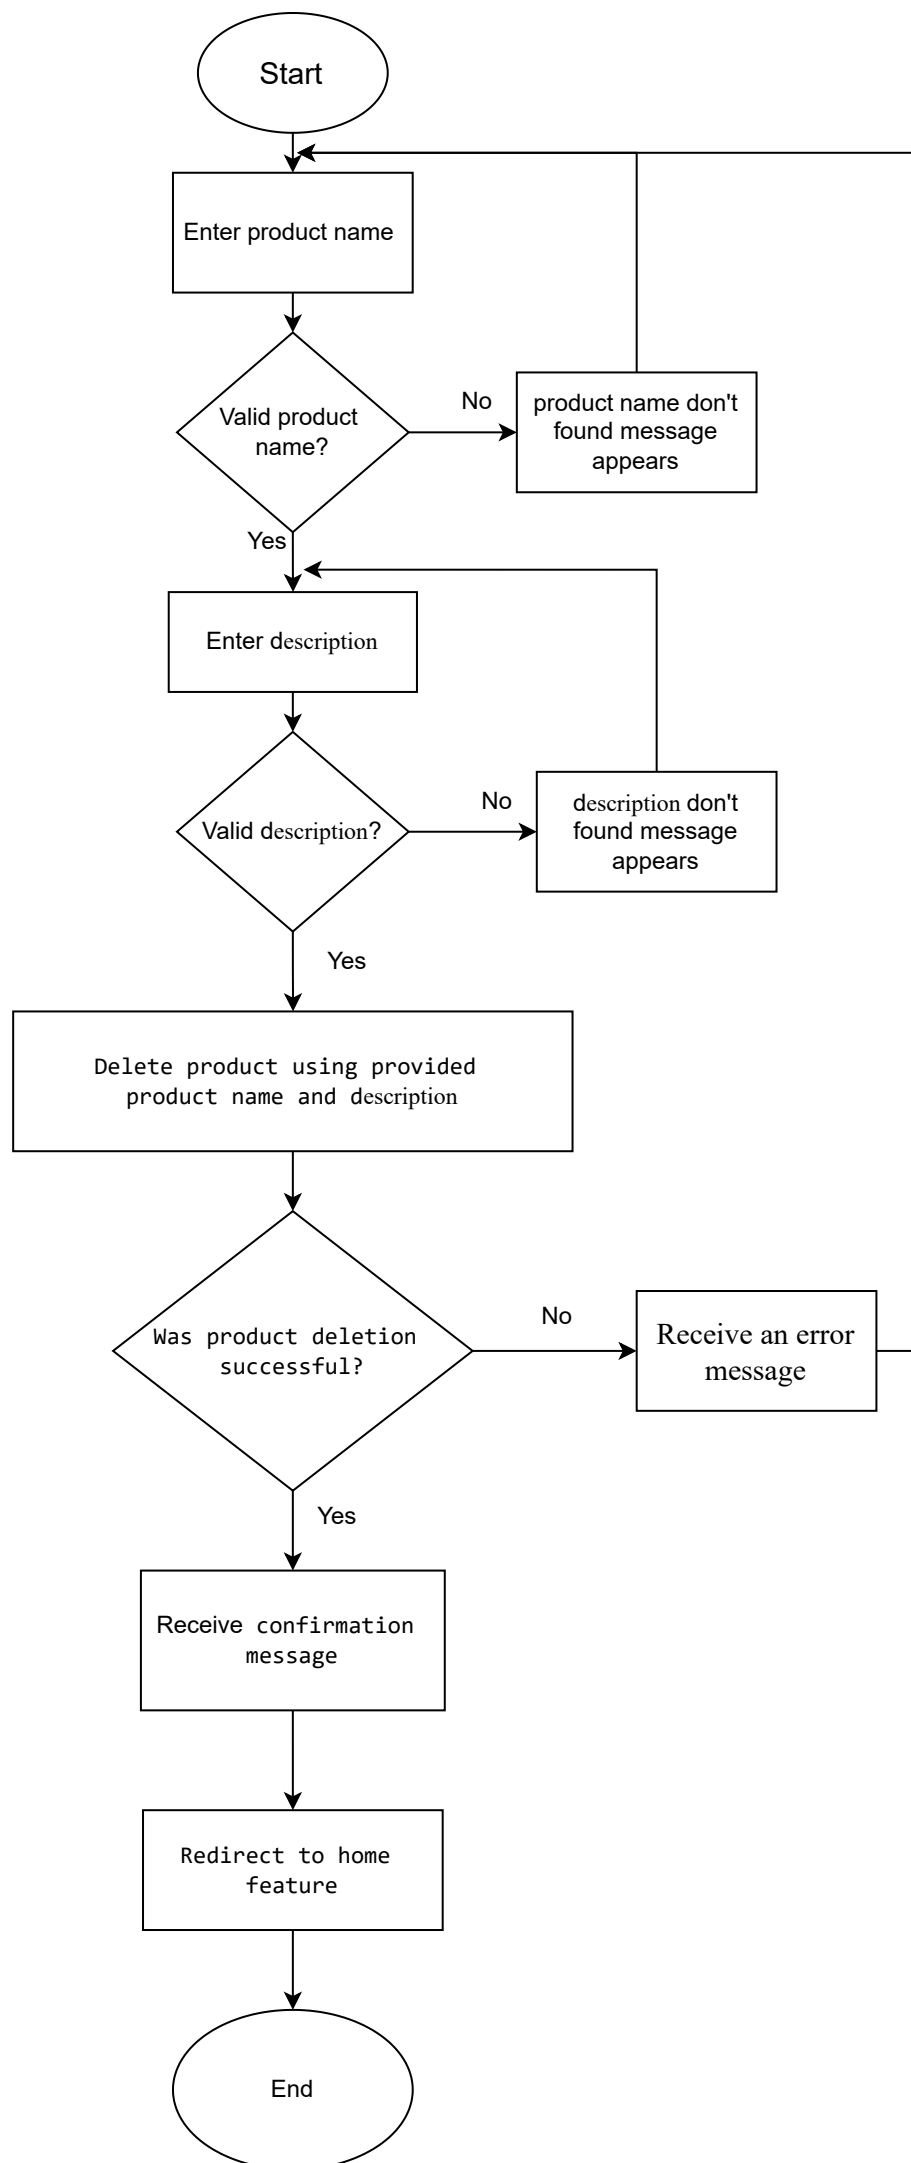 Start
Enter product name
Valid product
name?
No
product name don't
found message
appears
Yes
Enter description
Valid description?
No
description don't
found message
appears
Yes
Delete product using provided
product name and description
Was product deletion
successful?
No
Receive an error
message
Yes
Receive confirmation
message
Redirect to home
feature
End